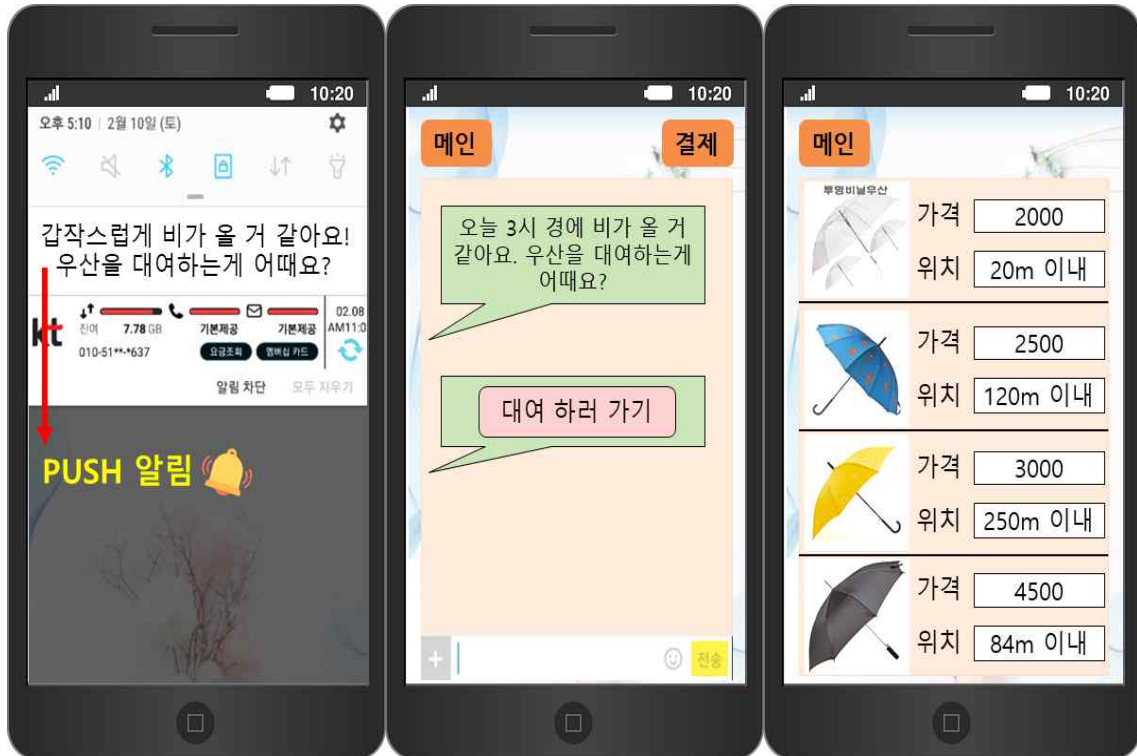 10:20
오후 5:10 | 2월 10일 (토)
갑작스럽게 비가 올 거 같아요!
우산을 대여하는게 어때요?
kt
잔여 7.78 GB 기본제공 기본제공
02.08
AM11:0
010-51**-*637 요금조회 멤버십 카드
알림 차단 모두 지우기
PUSH 알림
10:20
메인 결제
오늘 3시 경에 비가 올 거
같아요. 우산을 대여하는게
어때요?
대여 하러 가기
+ 전송
10:20
메인
투명비닐우산
가격 2000
위치 20m 이내
가격 2500
위치 120m 이내
가격 3000
위치 250m 이내
가격 4500
위치 84m 이내